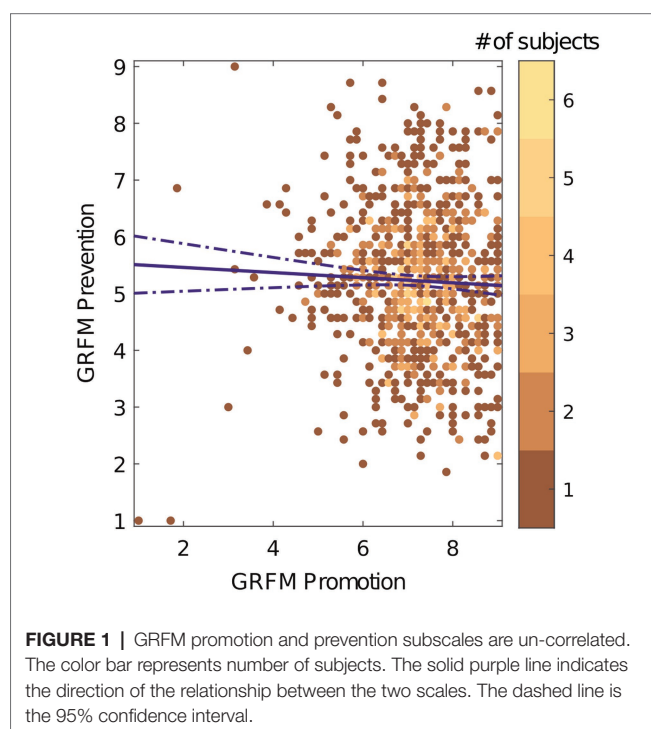 # of subjects
9
8
7
6
5
4
3
2
1
GRFM Prevention
2
4
6
8
GRFM Promotion
6
5
4
3
2
1
FIGURE 1 | GRFM promotion and prevention subscales are un-correlated.
The color bar represents number of subjects. The solid purple line indicates
the direction of the relationship between the two scales. The dashed line is
the 95% confidence interval.